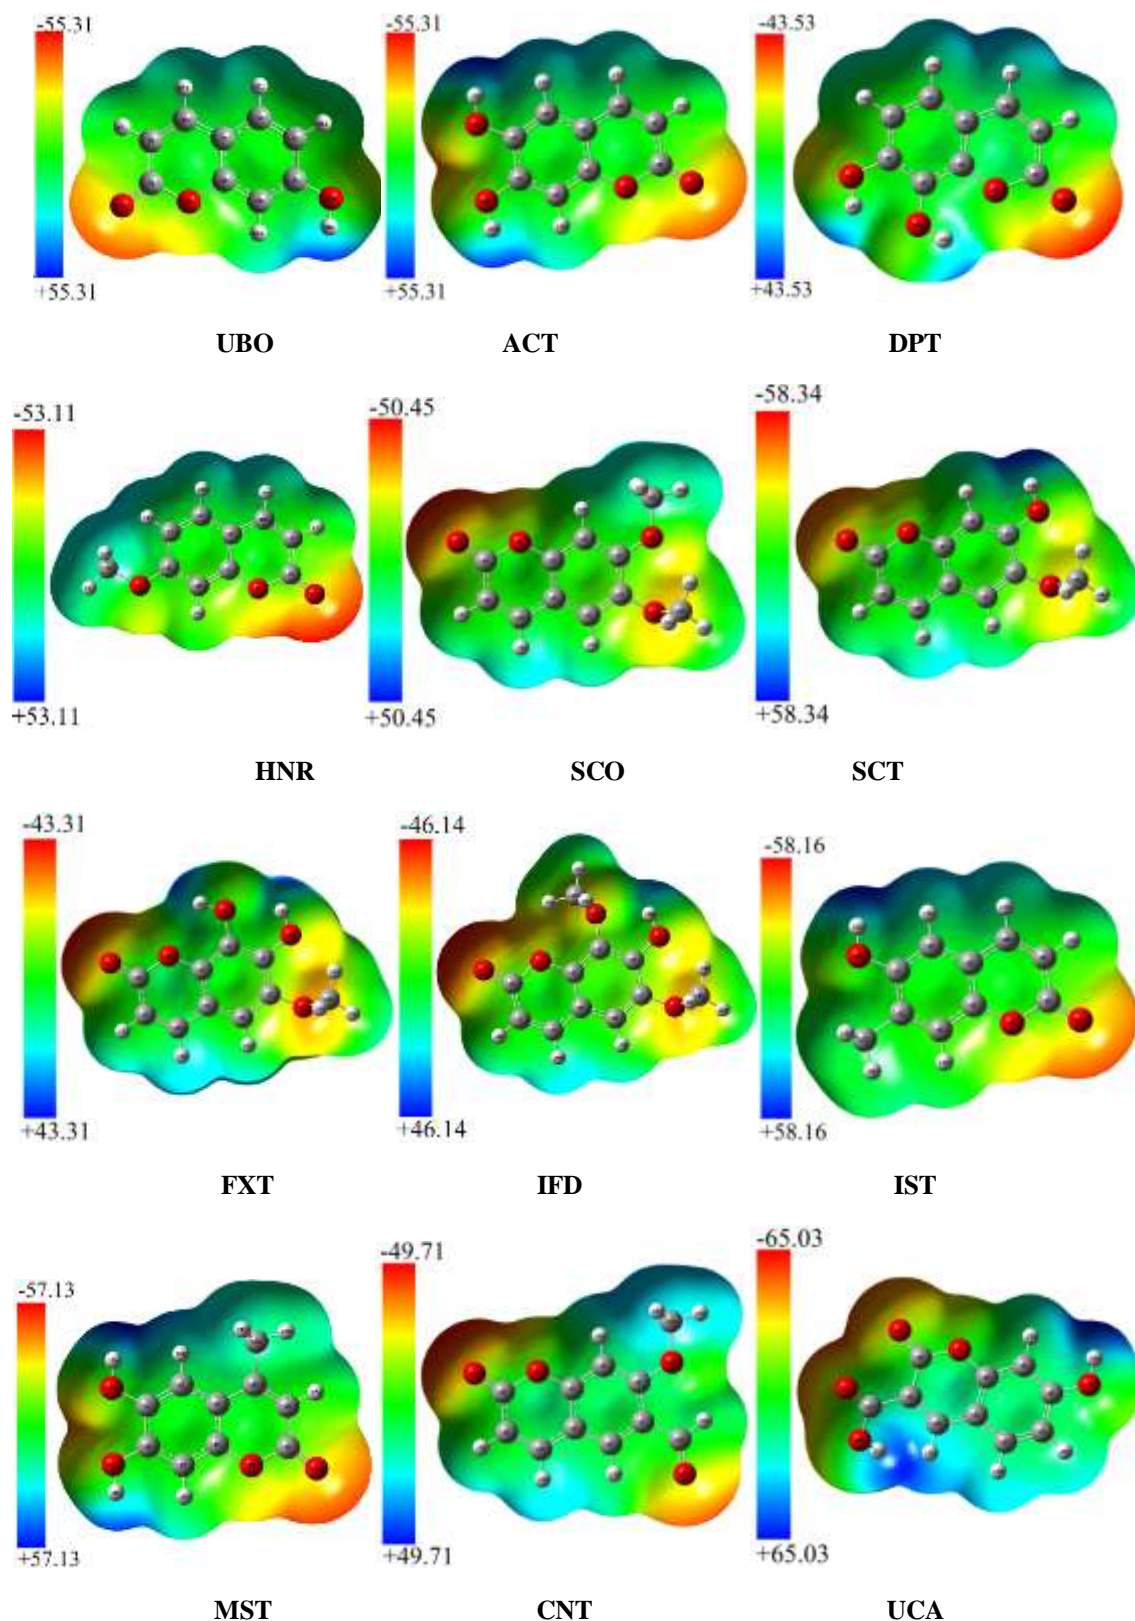 -55.31 -55.31 -43.53
+55.31 +55.31 +43.53
UBO ACT DPT
-53.11 -50.45 -58.34
+53.11 +50.45 +58.34
HNR SCO SCT
-43.31 -46.14 -58.16
+43.31 +46.14 +58.16
FXT IFD IST
-57.13 -49.71 -65.03
+57.13 +49.71 +65.03
MST CNT UCA